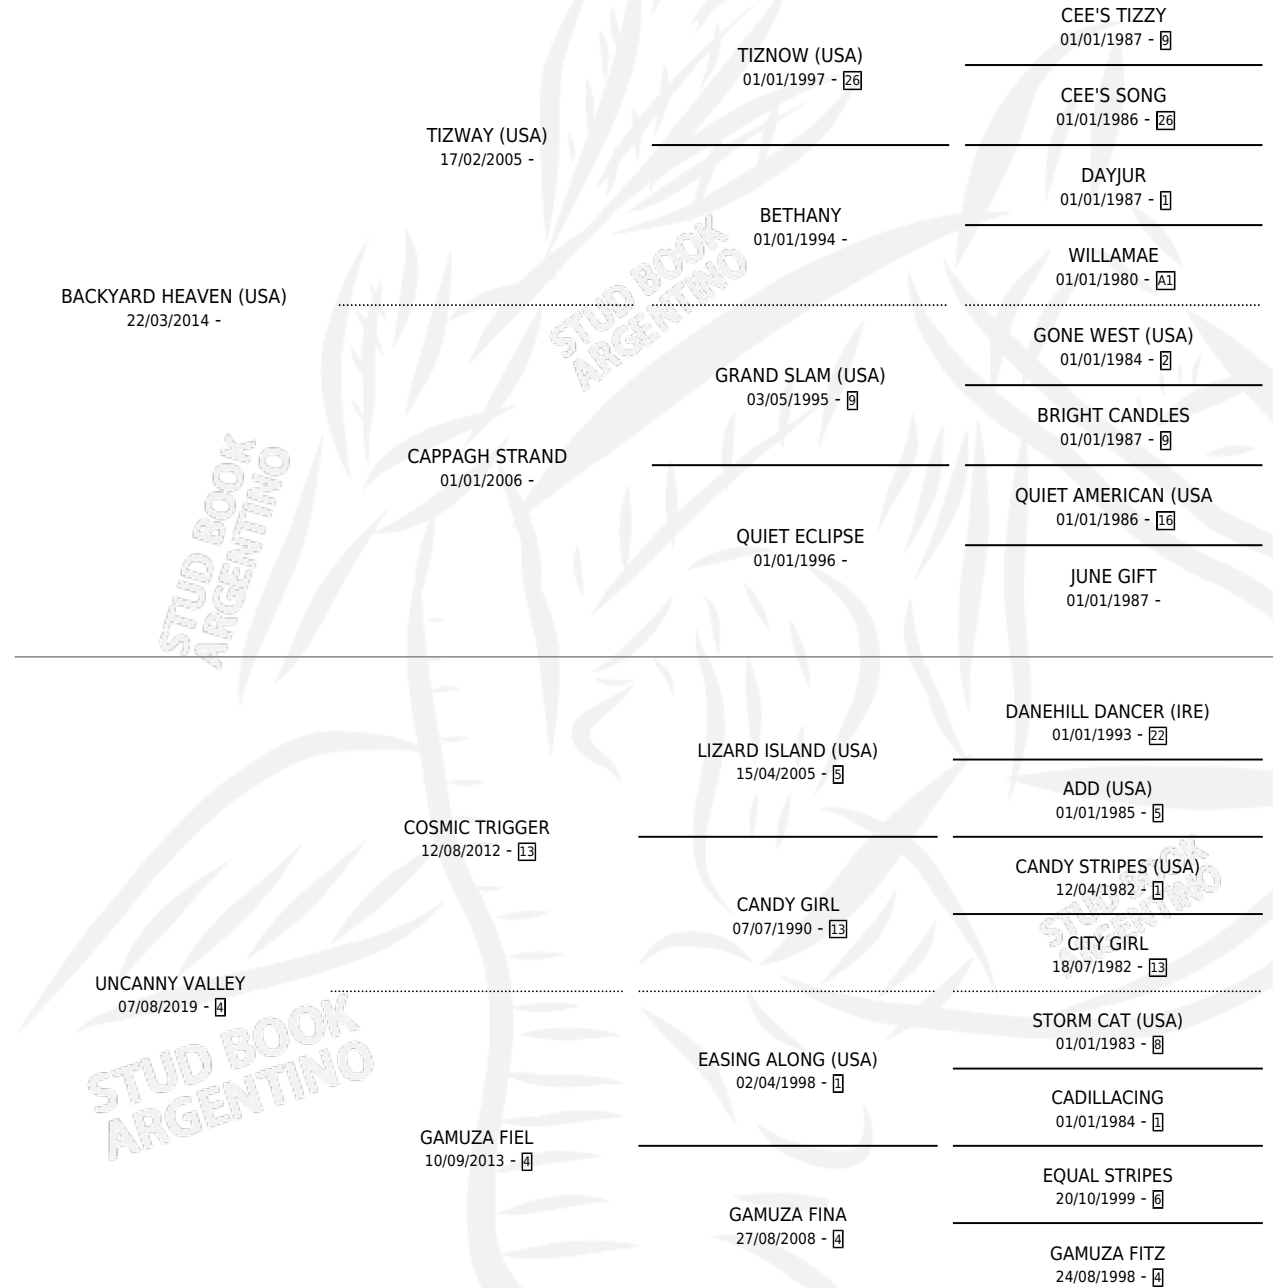 CEE'S TIZZY
01/01/1987 - 9
TIZNOW (USA)
01/01/1997 - 26
CEE'S SONG
01/01/1986 - 26
TIZWAY (USA)
17/02/2005 -
DAYJUR
01/01/1987 - 1
BETHANY
01/01/1994 -
WILLAMAE
01/01/1980 - A1
BACKYARD HEAVEN (USA)
22/03/2014 -
GONE WEST (USA)
01/01/1984 - 2
GRAND SLAM (USA)
03/05/1995 - 9
BRIGHT CANDLES
01/01/1987 - 9
CAPPAGH STRAND
01/01/2006 -
QUIET AMERICAN (USA
01/01/1986 - 16
QUIET ECLIPSE
01/01/1996 -
JUNE GIFT
01/01/1987 -
STUD BOOK
ARGENTINO
STUD BOOK
ARGENTINO
DANEHILL DANCER (IRE)
01/01/1993 - 22
LIZARD ISLAND (USA)
15/04/2005 - 5
ADD (USA)
01/01/1985 - 5
COSMIC TRIGGER
12/08/2012 - 13
CANDY STRIPES (USA)
12/04/1982 - 1
CANDY GIRL
07/07/1990 - 13
CITY GIRL
18/07/1982 - 13
STUD BOOK
ARGENTINO
UNCANNY VALLEY
07/08/2019 - 4
STORM CAT (USA)
01/01/1983 - 8
EASING ALONG (USA)
02/04/1998 - 1
CADILLACING
01/01/1984 - 1
STUD BOOK
ARGENTINO
GAMUZA FIEL
10/09/2013 - 4
EQUAL STRIPES
20/10/1999 - 6
GAMUZA FINA
27/08/2008 - 4
GAMUZA FITZ
24/08/1998 - 4